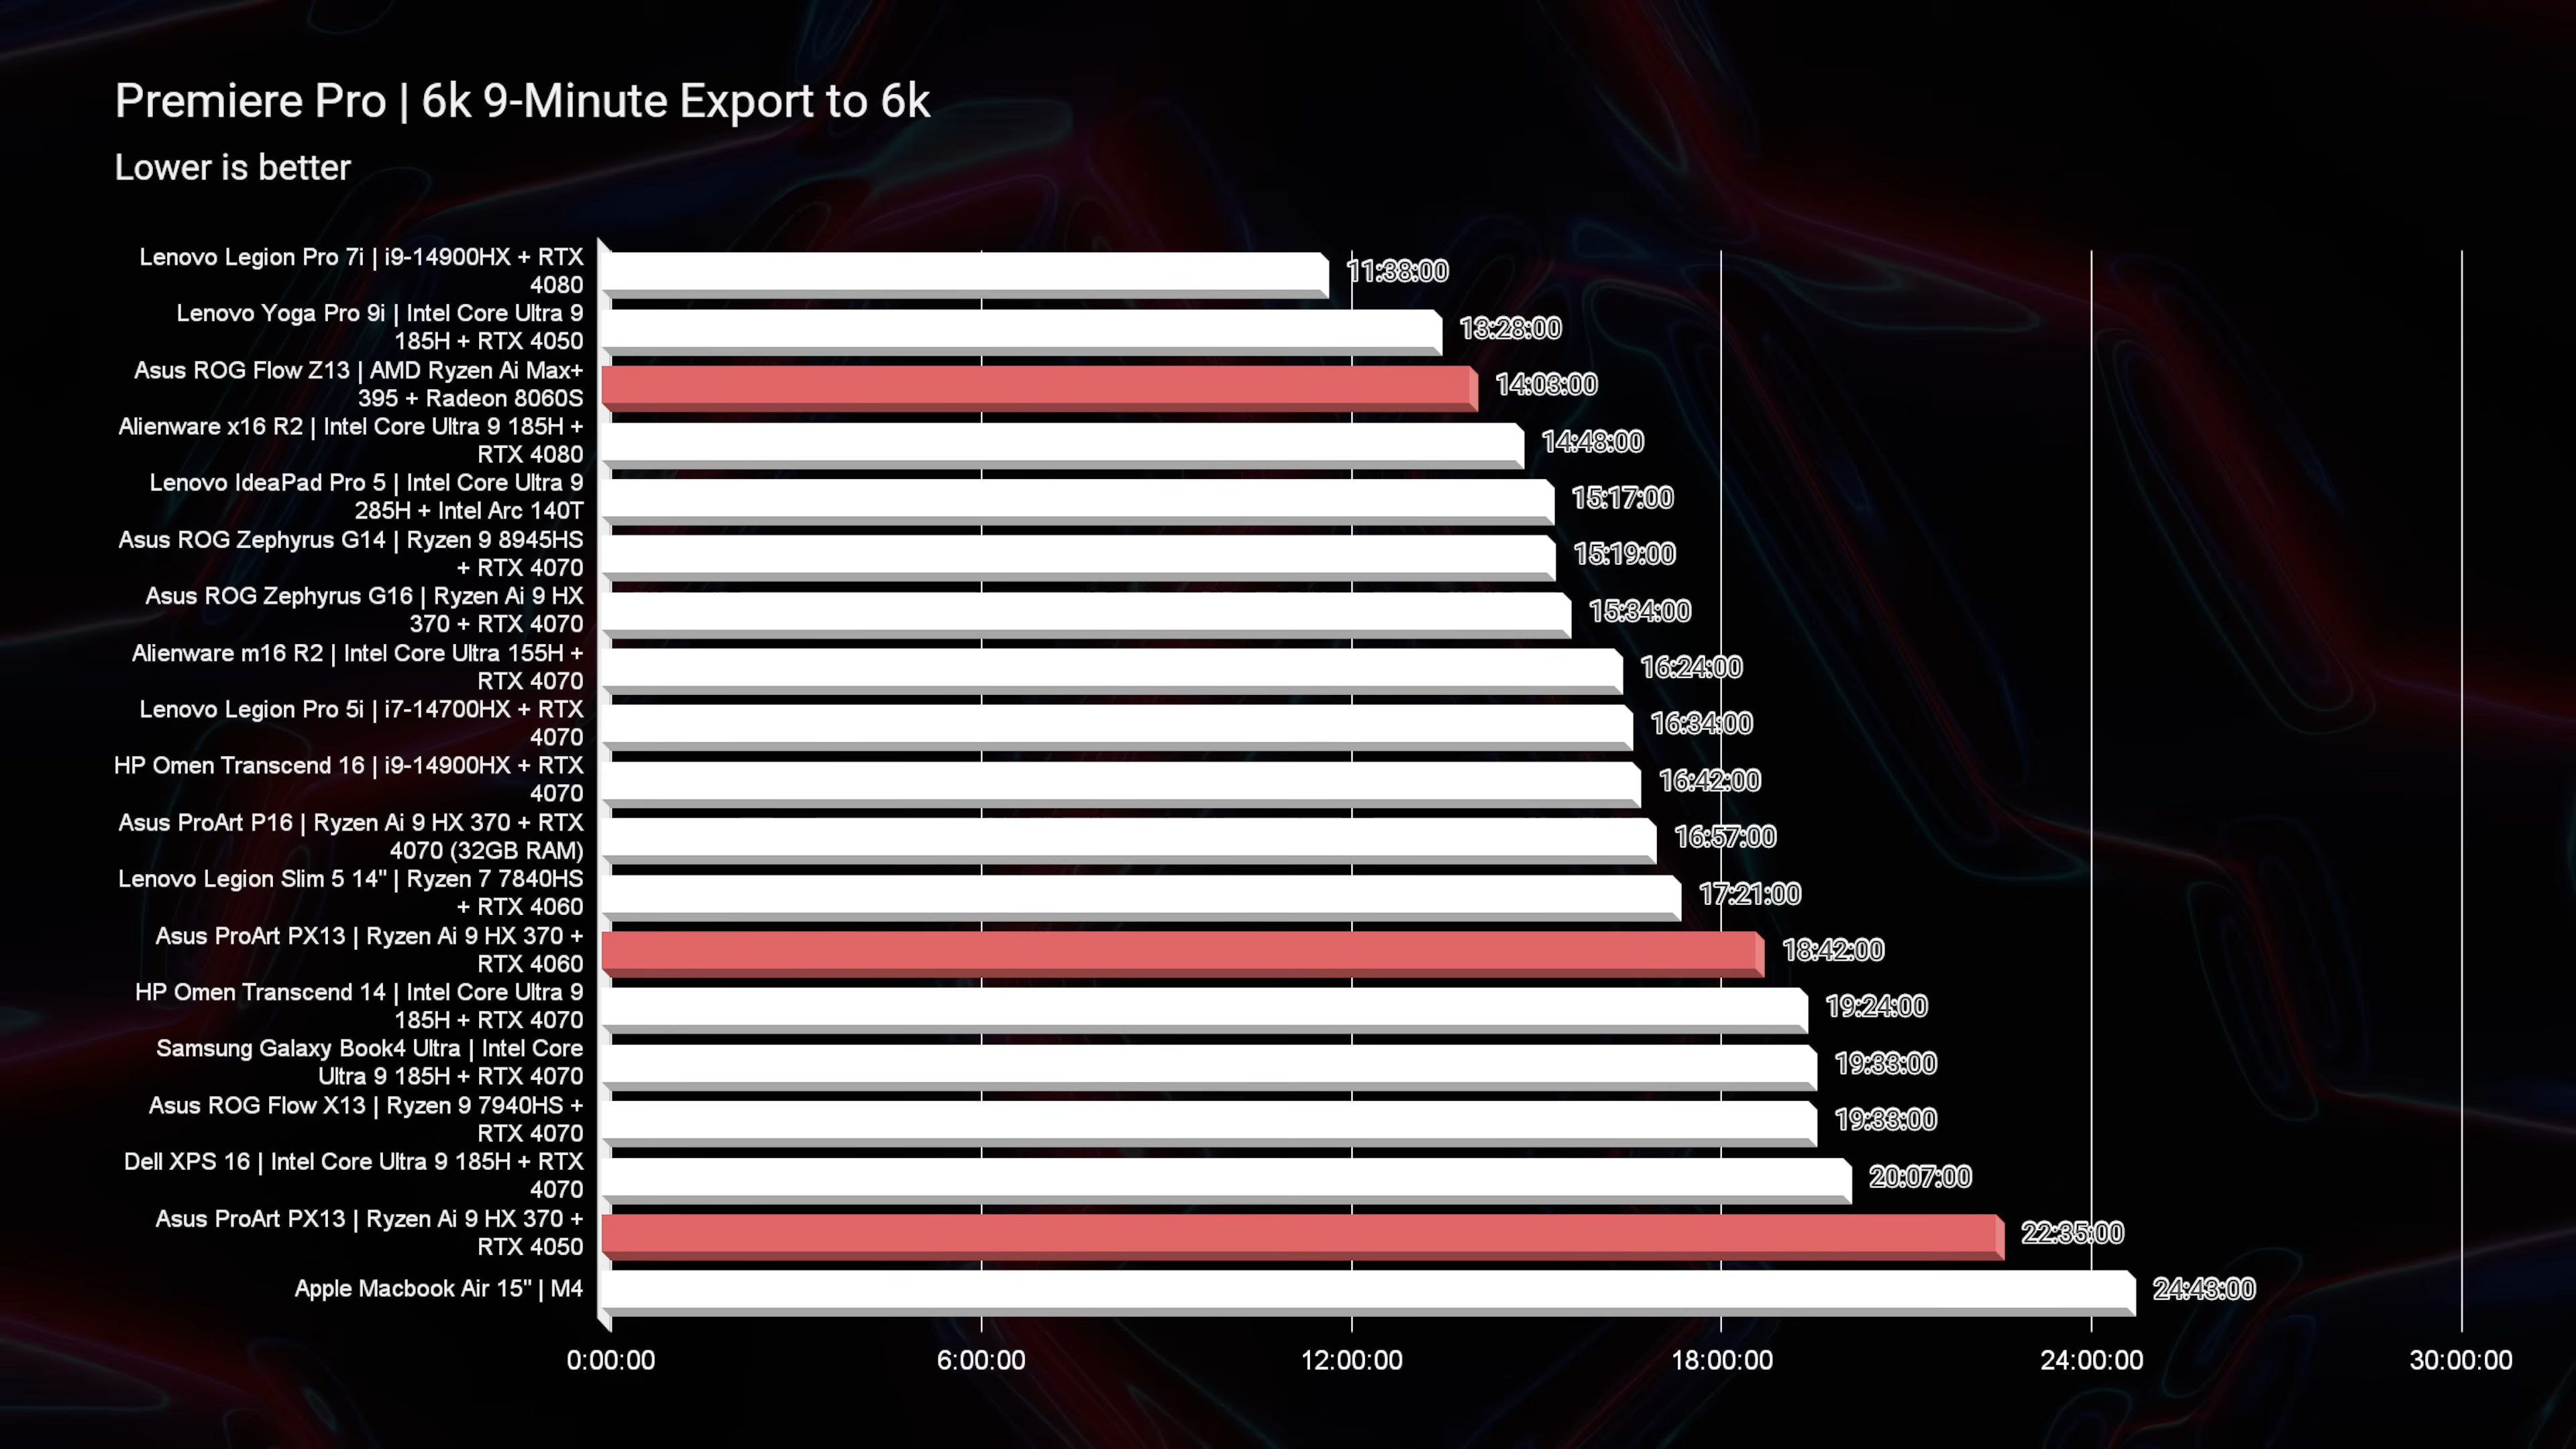 Premiere Pro | 6k 9-Minute Export to 6k
Lower is better
Lenovo Legion Pro 7i | i9-14900HX + RTX
4080
11:38:00
Lenovo Yoga Pro 9i | Intel Core Ultra 9
185H + RTX 4050
13:28:00
Asus ROG Flow Z13 | AMD Ryzen Ai Max+
395 + Radeon 8060S
14:03:00
Alienware x16 R2 | Intel Core Ultra 9 185H +
RTX 4080
14:48:00
Lenovo IdeaPad Pro 5 | Intel Core Ultra 9
285H + Intel Arc 140T
15:17:00
Asus ROG Zephyrus G14 | Ryzen 9 8945HS
+ RTX 4070
15:19:00
Asus ROG Zephyrus G16 | Ryzen Ai 9 HX
370 + RTX 4070
15:34:00
Alienware m16 R2 | Intel Core Ultra 155H +
RTX 4070
16:24:00
Lenovo Legion Pro 5i | i7-14700HX + RTX
4070
16:34:00
HP Omen Transcend 16 | i9-14900HX + RTX
4070
16:42:00
Asus ProArt P16 | Ryzen Ai 9 HX 370 + RTX
4070 (32GB RAM)
16:57:00
Lenovo Legion Slim 5 14" | Ryzen 7 7840HS
+ RTX 4060
17:21:00
Asus ProArt PX13 | Ryzen Ai 9 HX 370 +
RTX 4060
18:42:00
HP Omen Transcend 14 | Intel Core Ultra 9
185H + RTX 4070
19:24:00
Samsung Galaxy Book4 Ultra | Intel Core
Ultra 9 185H + RTX 4070
19:33:00
Asus ROG Flow X13 | Ryzen 9 7940HS +
RTX 4070
19:33:00
Dell XPS 16 | Intel Core Ultra 9 185H + RTX
4070
20:07:00
Asus ProArt PX13 | Ryzen Ai 9 HX 370 +
RTX 4050
22:35:00
Apple Macbook Air 15" | M4
24:43:00
0:00:00
6:00:00
12:00:00
18:00:00
24:00:00
30:00:00